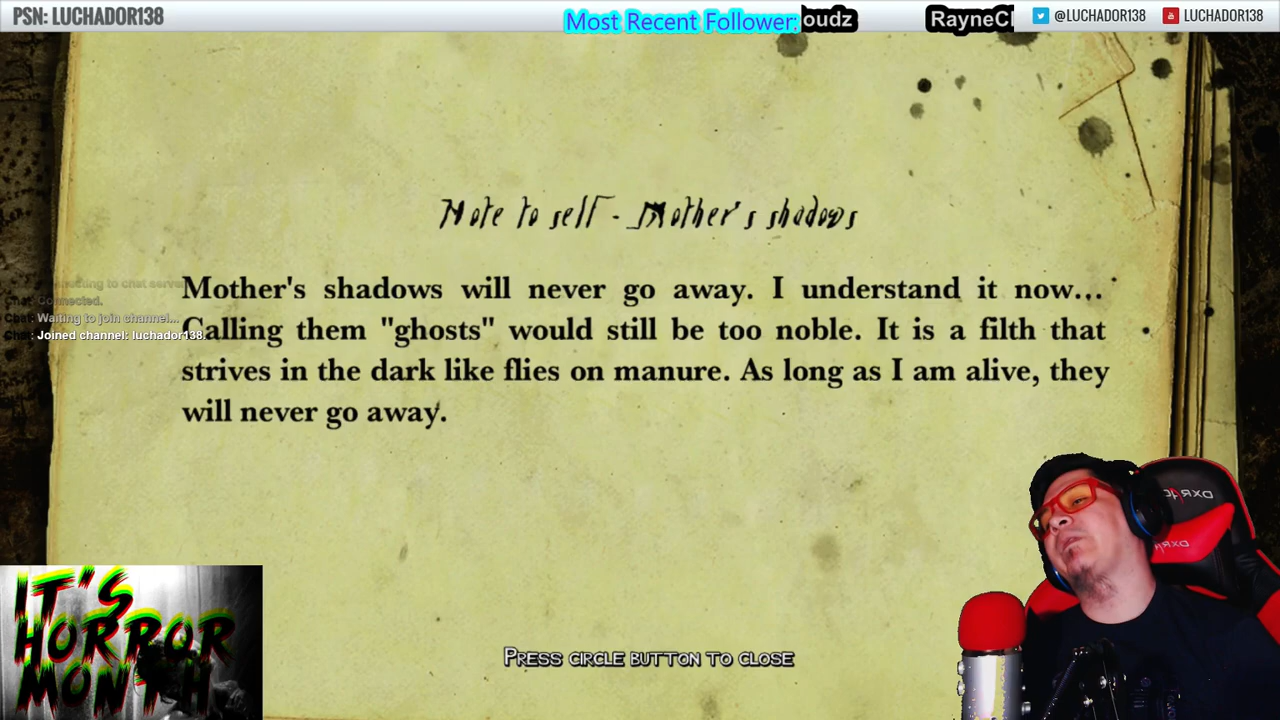 PSN: LUCHADOR138
Most Recent Follower:
oudz
@LUCHADOR138
LUCHADOR138
Note to self - Mother's shadows
Mother's shadows will never go away. I understand it now...
Calling them "ghosts" would still be too noble. It is a filth that
strives in the dark like flies on manure. As long as I am alive, they
will never go away.
Connected.
Chat: Waiting to join channel...
Chat: Joined channel: luchador138.
IT'S
HORROR
MONTH
PRESS CIRCLE BUTTON TO CLOSE